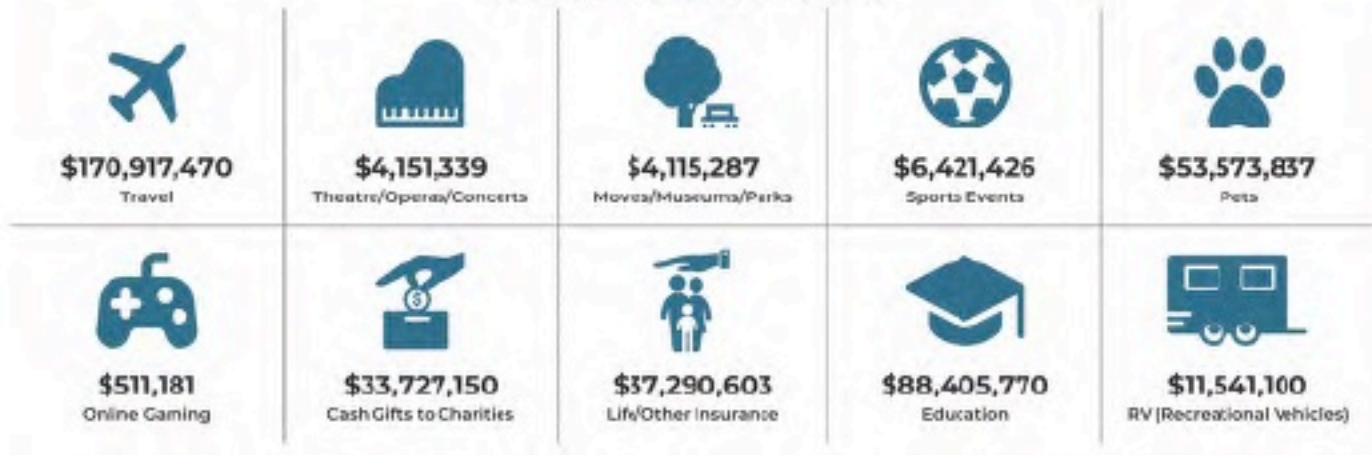 $170,917,470
Travel
$4,151,339
Theatre/Operas/Concerts
$4,115,287
Moves/Museums/Parks
$6,421,426
Sports Events
$53,573,837
Pets
$511,181
Online Gaming
$33,727,150
Cash Gifts to Charities
$37,290,603
Life/Other Insurance
$88,405,770
Education
$11,541,100
RV (Recreational Vehicles)